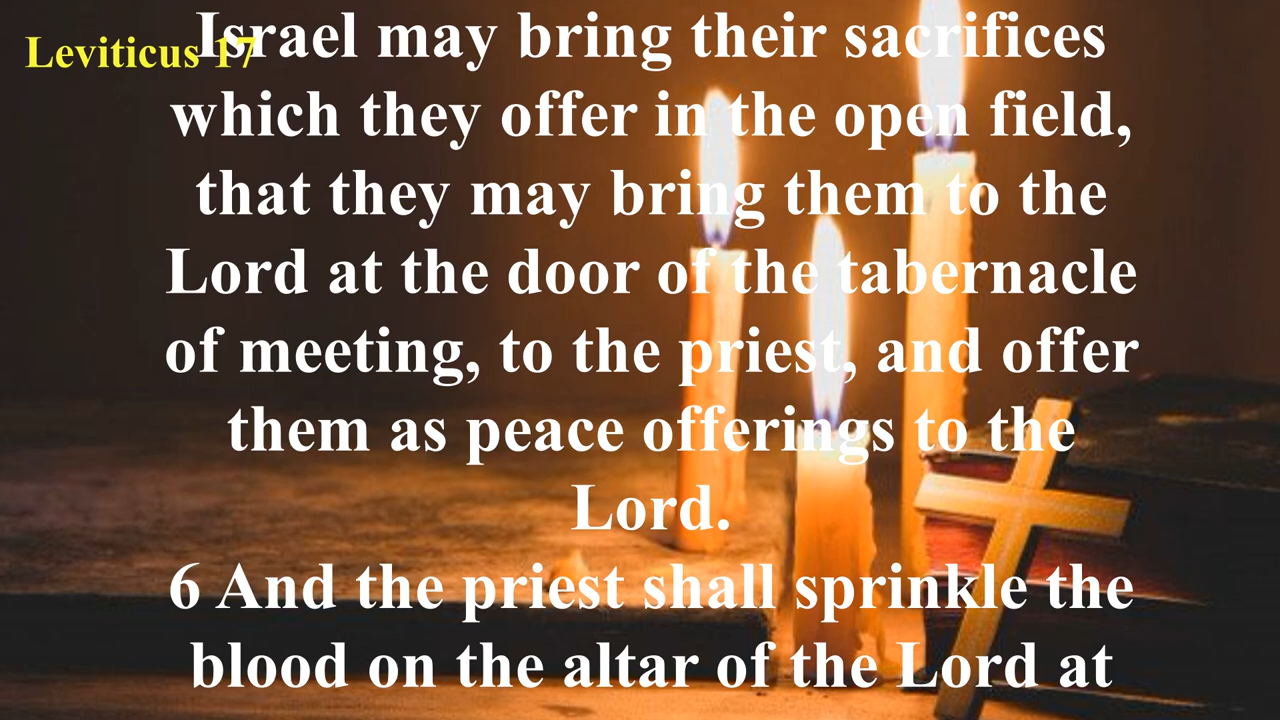 Leviticus 17
Israel may bring their sacrifices
which they offer in the open field,
that they may bring them to the
Lord at the door of the tabernacle
of meeting, to the priest, and offer
them as peace offerings to the
Lord.
6 And the priest shall sprinkle the
blood on the altar of the Lord at